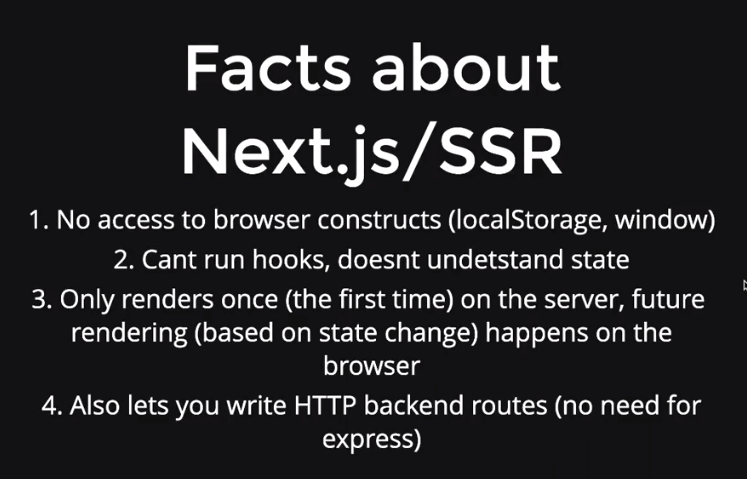 Facts about
Next.js/SSR
1. No access to browser constructs (localStorage, window)
2. Cant run hooks, doesnt undetstand state
3. Only renders once (the first time) on the server, future
rendering (based on state change) happens on the
browser
4. Also lets you write HTTP backend routes (no need for
express)